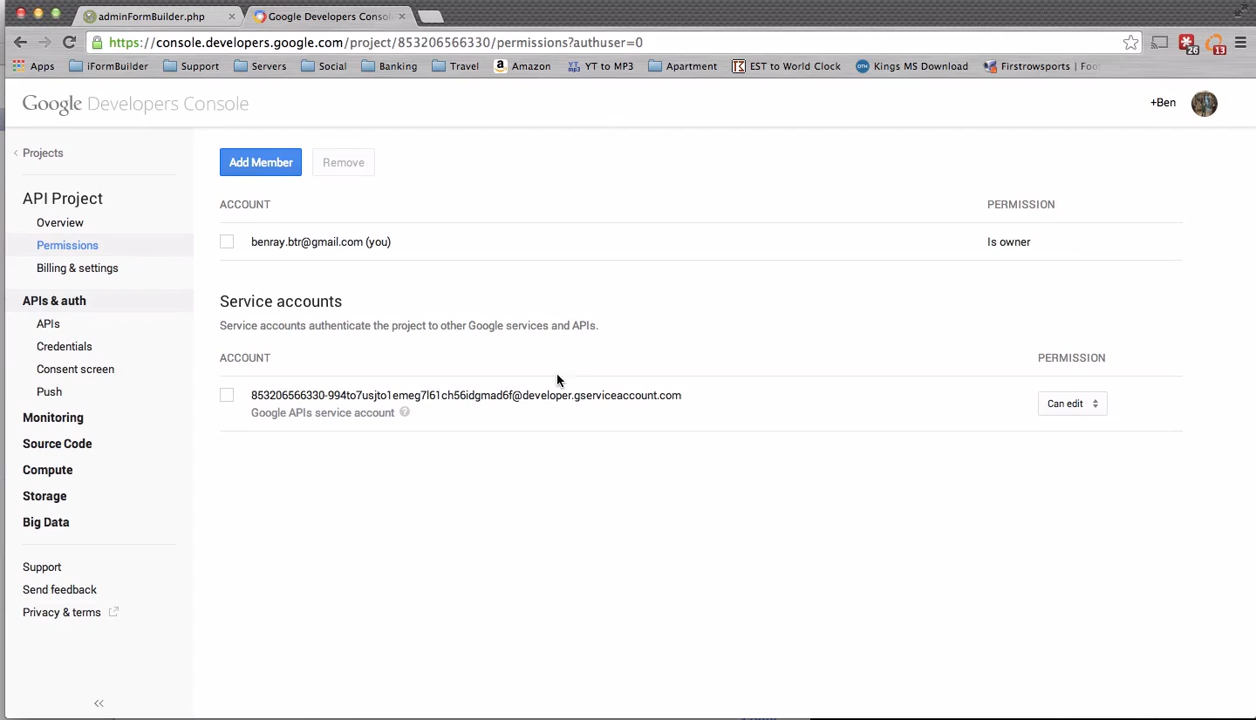 adminFormBuilder.php
Google Developers Conso
https://console.developers.google.com/project/853206566330/permissions?authuser=0
26
13
Apps iFormBuilder Support Servers Social Banking Travel Amazon YT to MP3 Apartment EST to World Clock Kings MS Download Firstrowsports | Foo
Google Developers Console
+Ben
Projects
API Project
Overview
Permissions
Billing & settings
APIs & auth
APIs
Credentials
Consent screen
Push
Monitoring
Source Code
Compute
Storage
Big Data
Support
Send feedback
Privacy & terms
Add Member Remove
ACCOUNT PERMISSION
benray.btr@gmail.com (you) Is owner
Service accounts
Service accounts authenticate the project to other Google services and APIs.
ACCOUNT PERMISSION
853206566330-994to7usjto1emeg7l61ch56idgmad6f@developer.gserviceaccount.com
Google APIs service account ?
Can edit